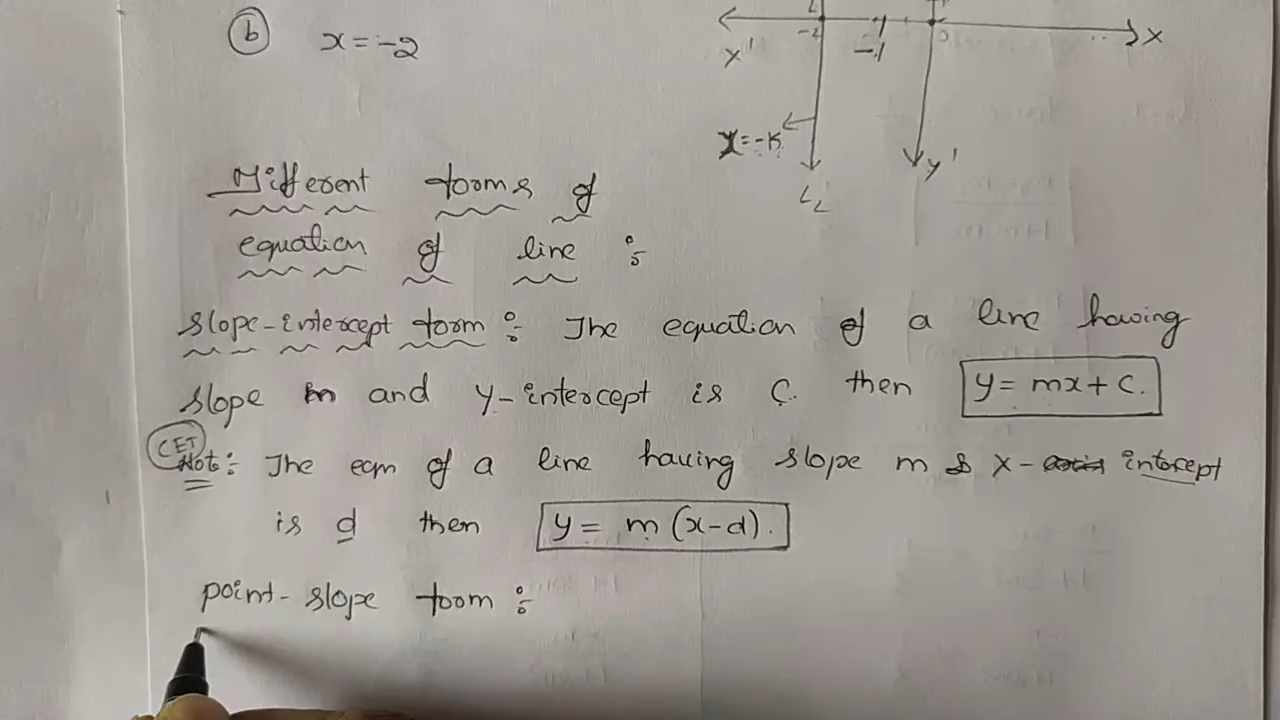 b x = -2
-2 -1 0 X
X'
x = -k
Y'
L
Different forms of
equation of line :
slope-intercept form : The equation of a line having
slope m and y-intercept is C. then y = mx + c.
CET
Note : The eqn of a line having slope m & x-axis intercept
is d then y = m (x-d).
point-slope form :